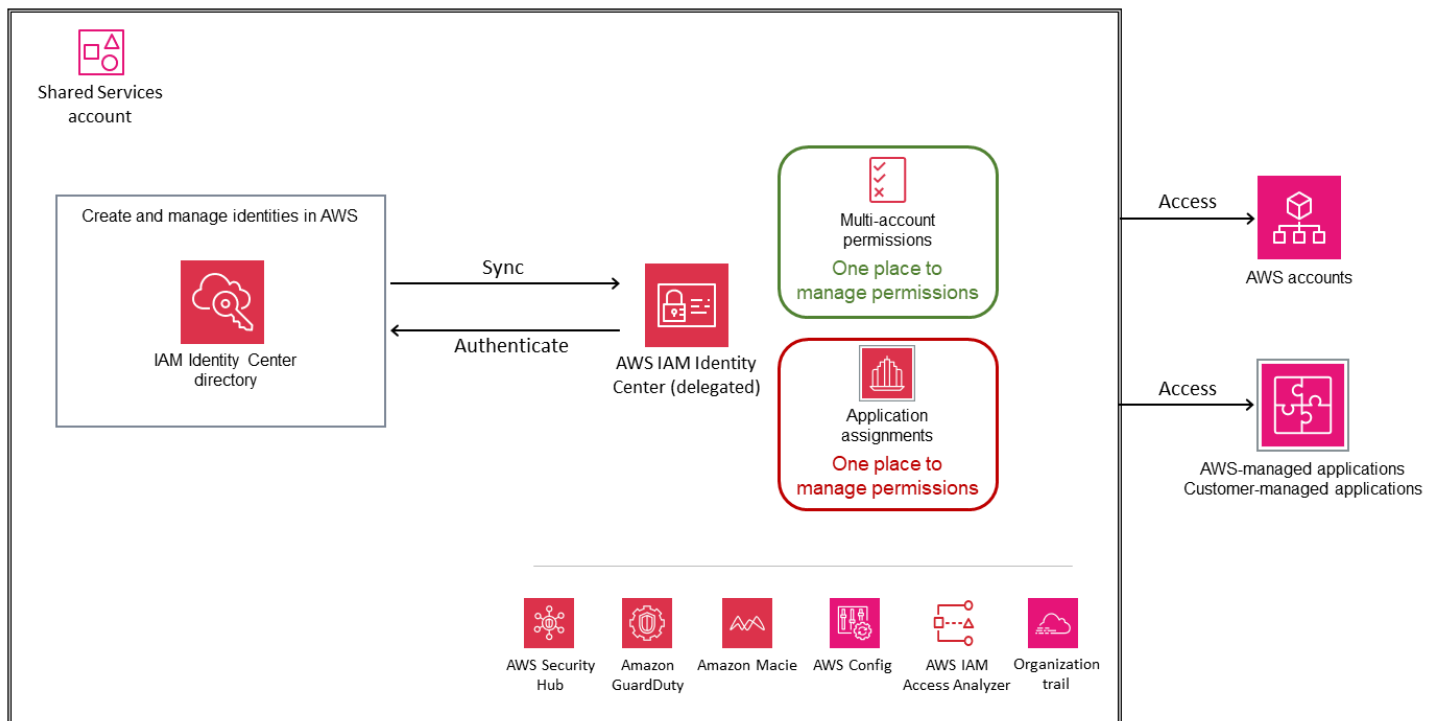 Shared Services
account
Create and manage identities in AWS
IAM Identity Center
directory
Sync
Authenticate
AWS IAM Identity
Center (delegated)
Multi-account
permissions
One place to
manage permissions
Application
assignments
One place to
manage permissions
Access
AWS accounts
Access
AWS-managed applications
Customer-managed applications
AWS Security
Hub
Amazon
GuardDuty
Amazon Macie
AWS Config
AWS IAM
Access Analyzer
Organization
trail